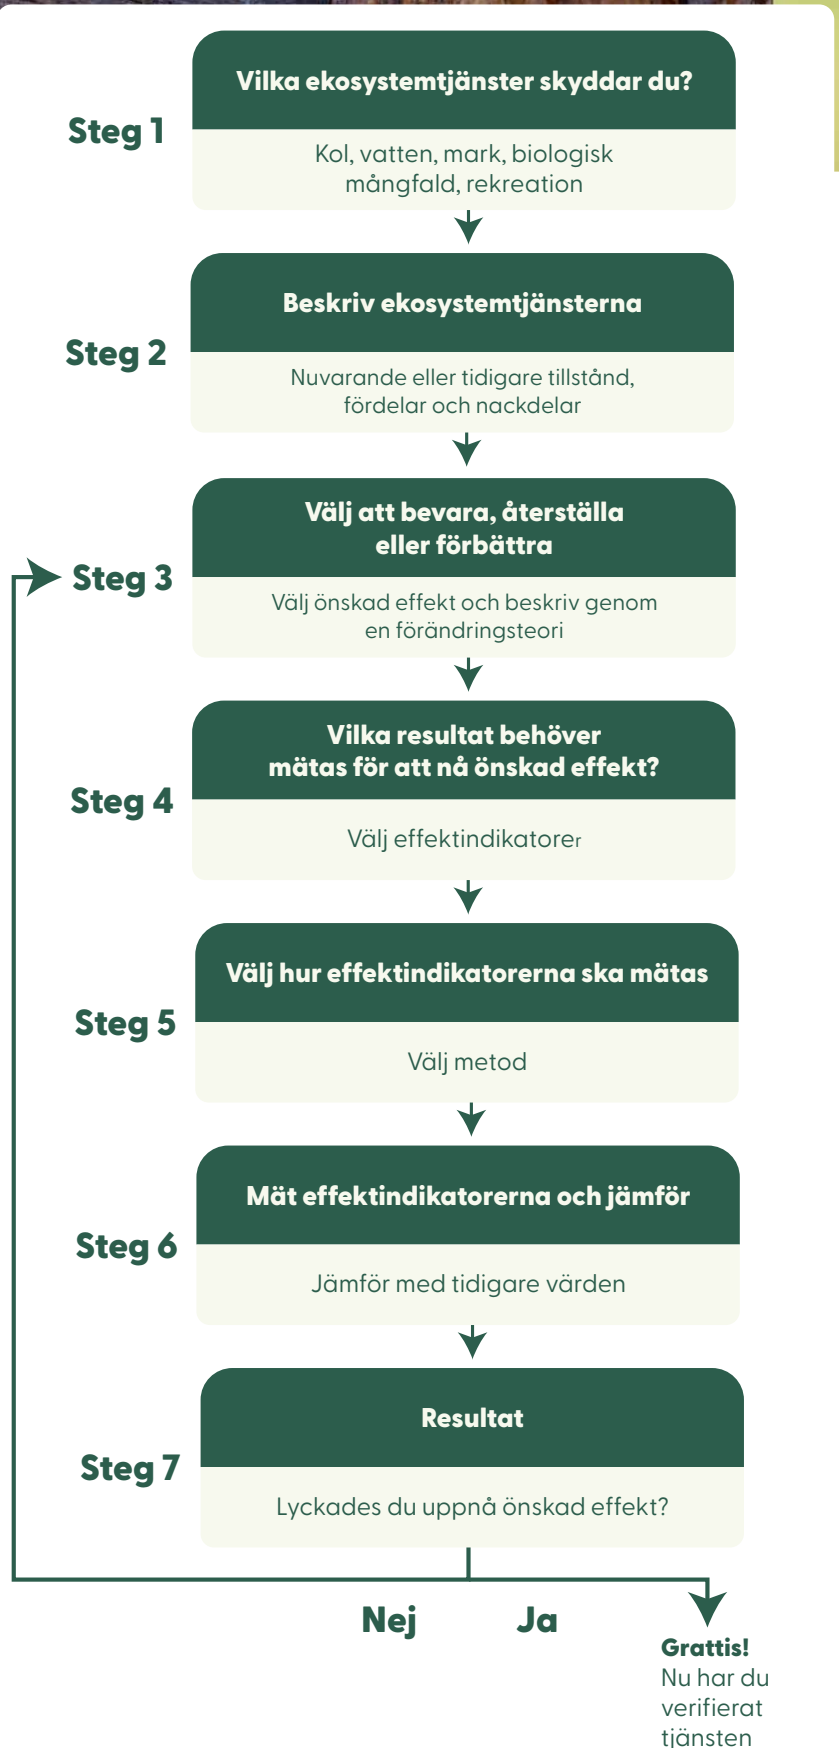 Steg 1
Vilka ekosystemtjänster skyddar du?
Kol, vatten, mark, biologisk
mångfald, rekreation
Steg 2
Beskriv ekosystemtjänsterna
Nuvarande eller tidigare tillstånd,
fördelar och nackdelar
Steg 3
Välj att bevara, återställa
eller förbättra
Välj önskad effekt och beskriv genom
en förändringsteori
Steg 4
Vilka resultat behöver
mätas för att nå önskad effekt?
Välj effektindikatorer
Steg 5
Välj hur effektindikatorerna ska mätas
Välj metod
Steg 6
Mät effektindikatorerna och jämför
Jämför med tidigare värden
Steg 7
Resultat
Lyckades du uppnå önskad effekt?
Nej
Ja
Grattis!
Nu har du
verifierat
tjänsten